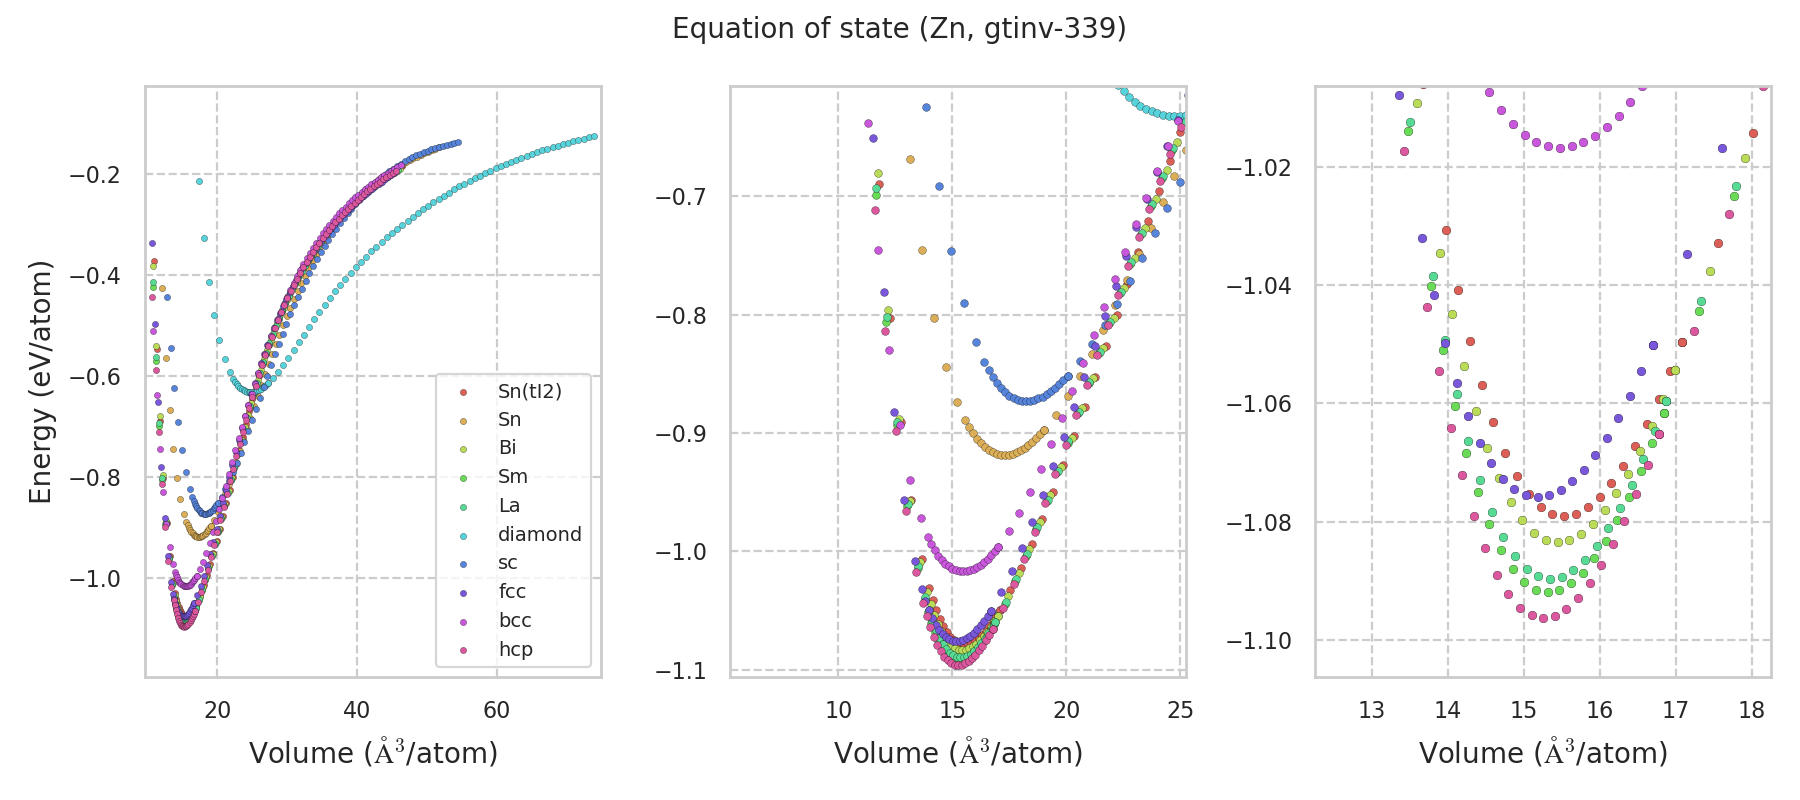 Equation of state (Zn, gtinv-339)
Energy (eV/atom)
−0.2
−0.4
−0.6
−0.8
−1.0
20
40
60
Volume (Å³/atom)
Sn(tI2)
Sn
Bi
Sm
La
diamond
sc
fcc
bcc
hcp
−0.7
−0.8
−0.9
−1.0
−1.1
10
15
20
25
Volume (Å³/atom)
−1.02
−1.04
−1.06
−1.08
−1.10
13
14
15
16
17
18
Volume (Å³/atom)